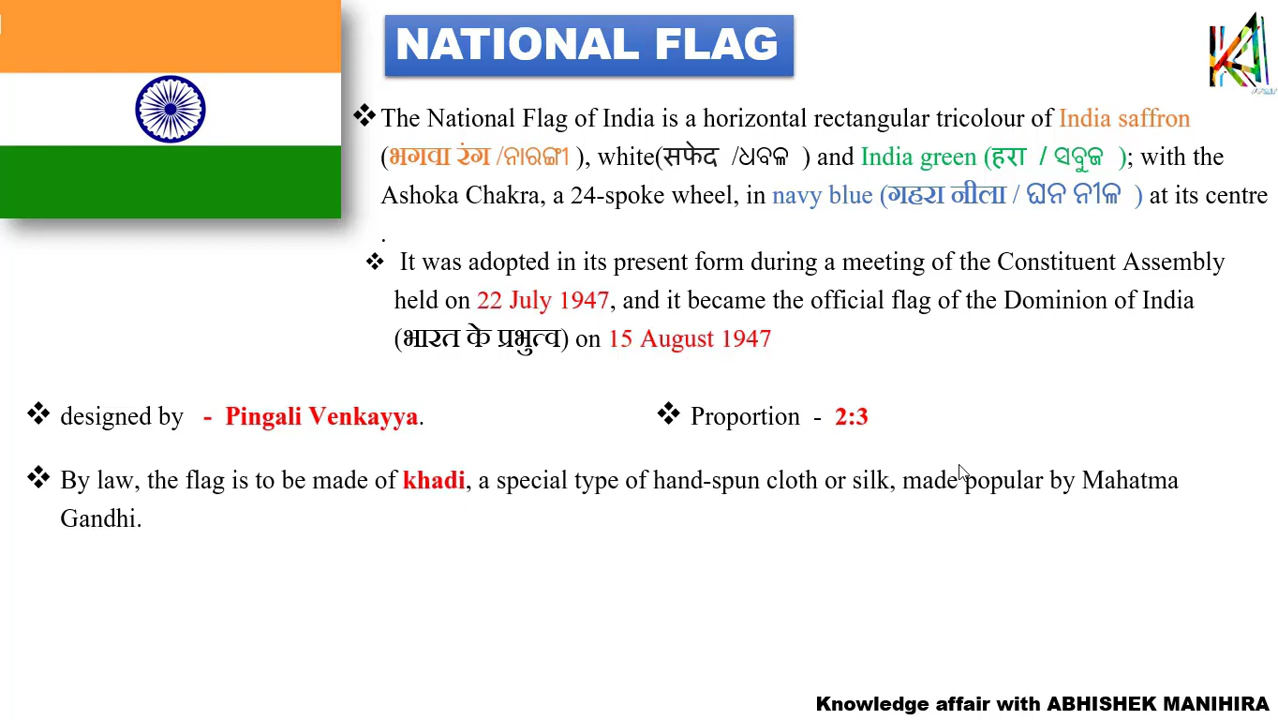 NATIONAL FLAG
❖ The National Flag of India is a horizontal rectangular tricolour of India saffron
(भगवा रंग /ନାରଙ୍ଗୀ ), white(सफेद /ଧବଳ ) and India green (हरा / ସବୁଜ ); with the
Ashoka Chakra, a 24-spoke wheel, in navy blue (गहरा नीला / ଘନ ନୀଳ ) at its centre
.
❖ It was adopted in its present form during a meeting of the Constituent Assembly
held on 22 July 1947, and it became the official flag of the Dominion of India
(भारत के प्रभुत्व) on 15 August 1947
❖ designed by - Pingali Venkayya.
❖ Proportion - 2:3
❖ By law, the flag is to be made of khadi, a special type of hand-spun cloth or silk, made popular by Mahatma
Gandhi.
Knowledge affair with ABHISHEK MANIHIRA